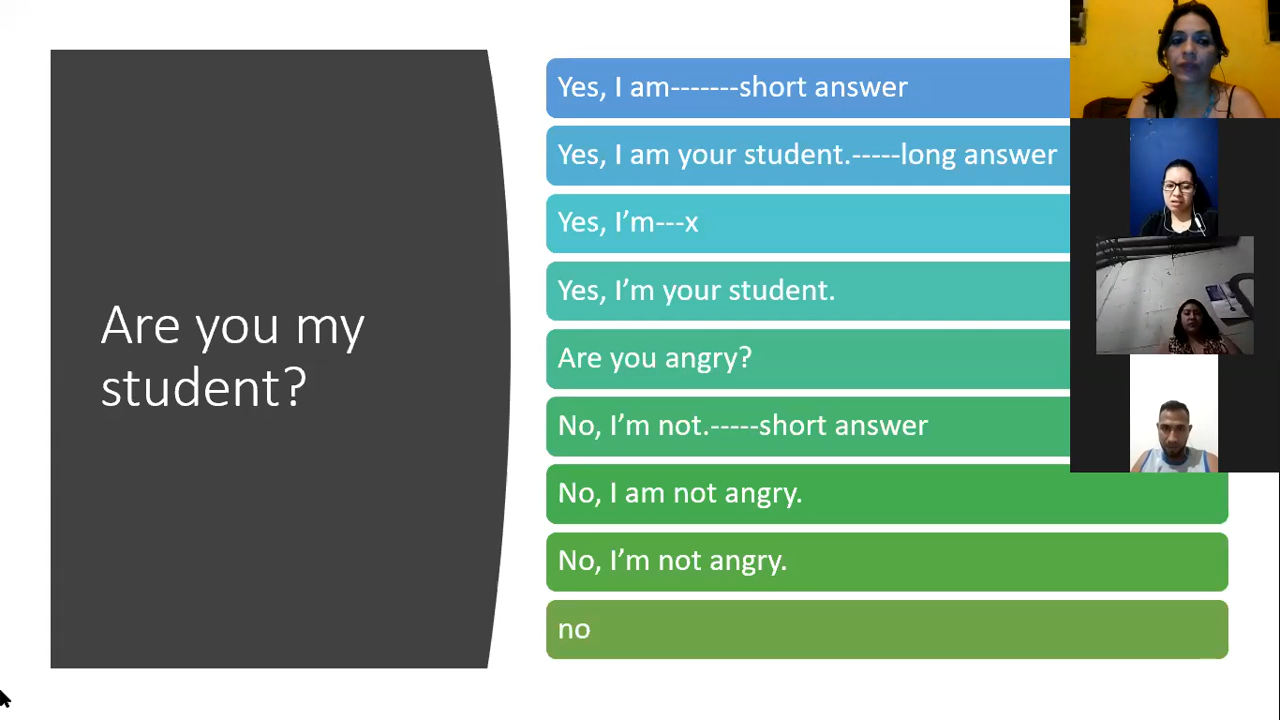 Are you my
student?
Yes, I am-------short answer
Yes, I am your student.-----long answer
Yes, I’m---x
Yes, I’m your student.
Are you angry?
No, I’m not.-----short answer
No, I am not angry.
No, I’m not angry.
no